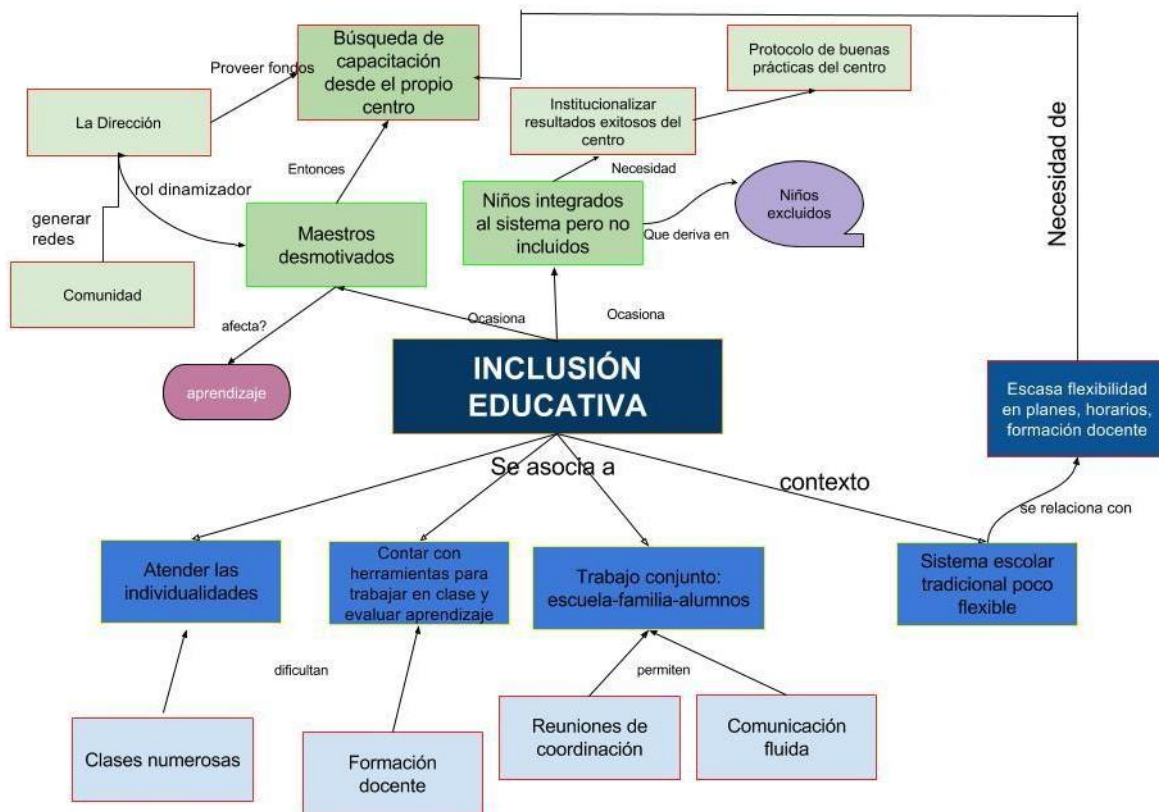 Búsqueda de
capacitación
desde el propio
centro
Protocolo de buenas
prácticas del centro
Proveer fondos
La Dirección
Institucionalizar
resultados exitosos del
centro
Entonces
Necesidad
rol dinamizador
Niños integrados
al sistema pero no
incluidos
Niños
excluidos
Que deriva en
Necesidad de
generar
redes
Maestros
desmotivados
Comunidad
Ocasiona
Ocasiona
afecta?
aprendizaje
INCLUSIÓN
EDUCATIVA
Escasa flexibilidad
en planes, horarios,
formación docente
Se asocia a
contexto
se relaciona con
Atender las
individualidades
Contar con
herramientas para
trabajar en clase y
evaluar aprendizaje
Trabajo conjunto:
escuela-familia-alumnos
Sistema escolar
tradicional poco
flexible
dificultan
permiten
Clases numerosas
Formación
docente
Reuniones de
coordinación
Comunicación
fluida